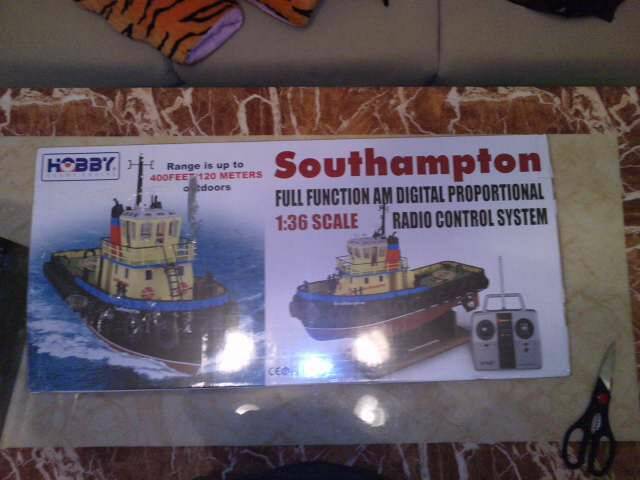 HOBBY
Range is up to
400FEET/120 METERS
outdoors
Southampton
FULL FUNCTION AM DIGITAL PROPORTIONAL
1:36 SCALE
RADIO CONTROL SYSTEM
CE